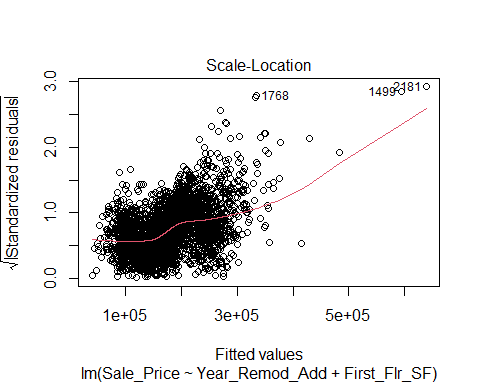 Scale-Location
√|Standardized residuals|
3.0
2.0
1.0
0.0
1768
1499
2181
1e+05
3e+05
5e+05
Fitted values
lm(Sale_Price ~ Year_Remod_Add + First_Flr_SF)